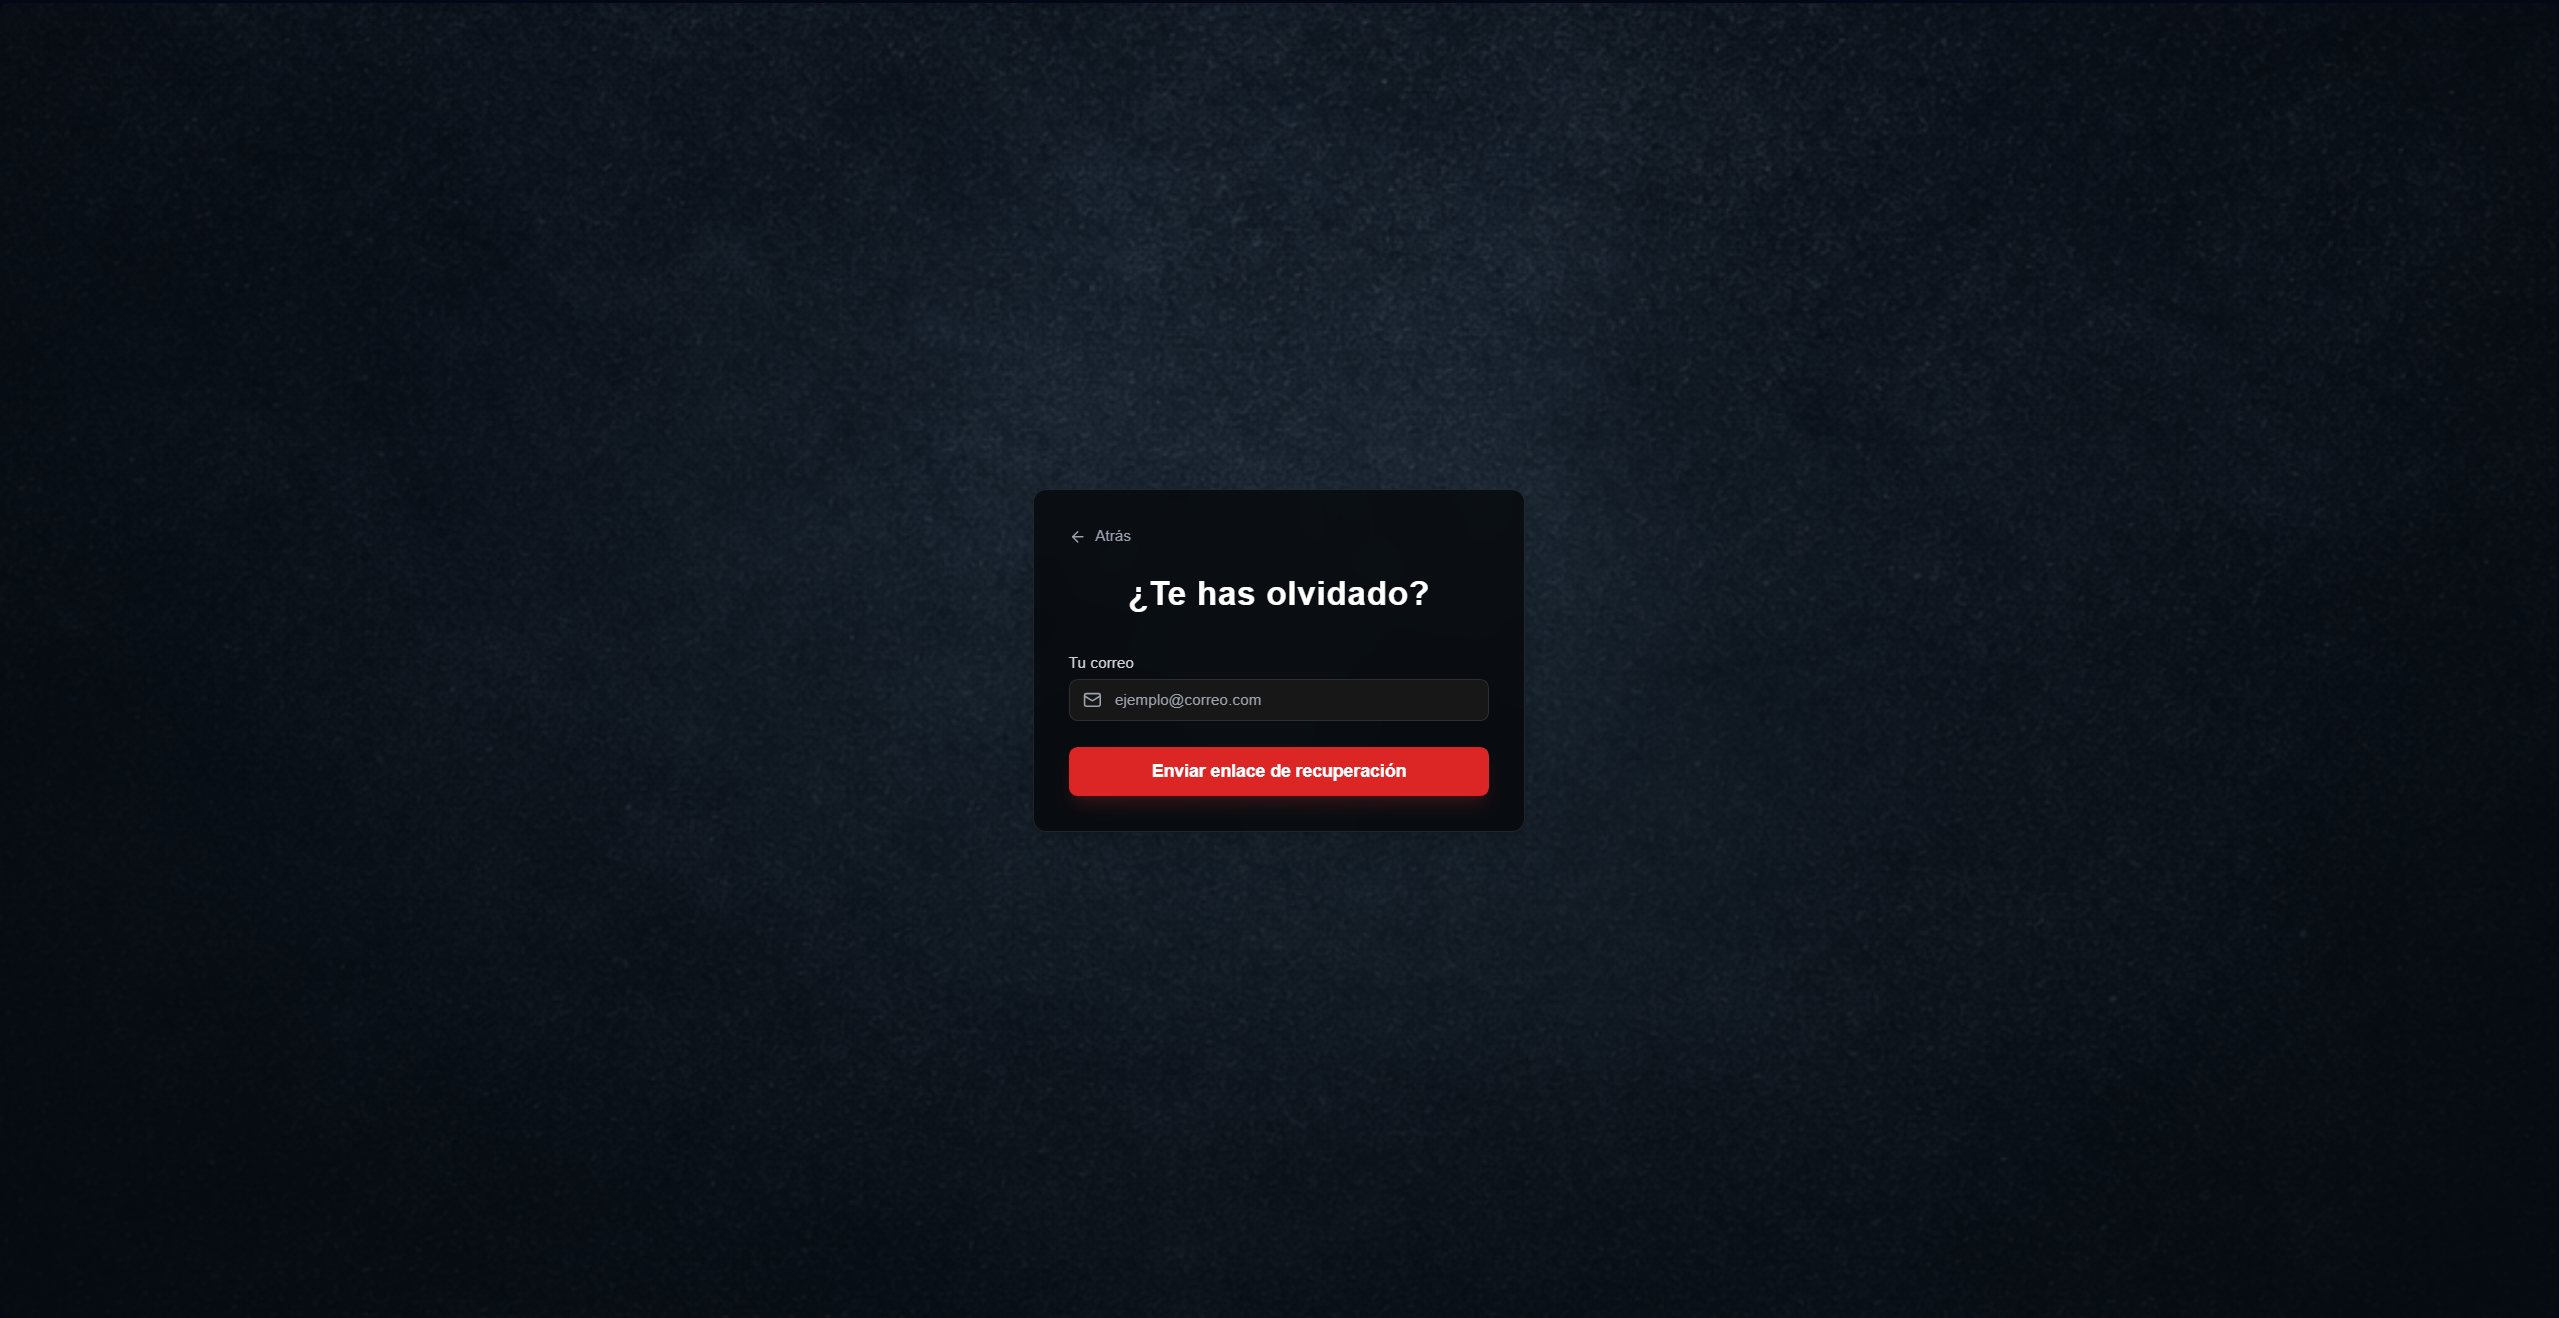 Atrás
¿Te has olvidado?
Tu correo
ejemplo@correo.com
Enviar enlace de recuperación